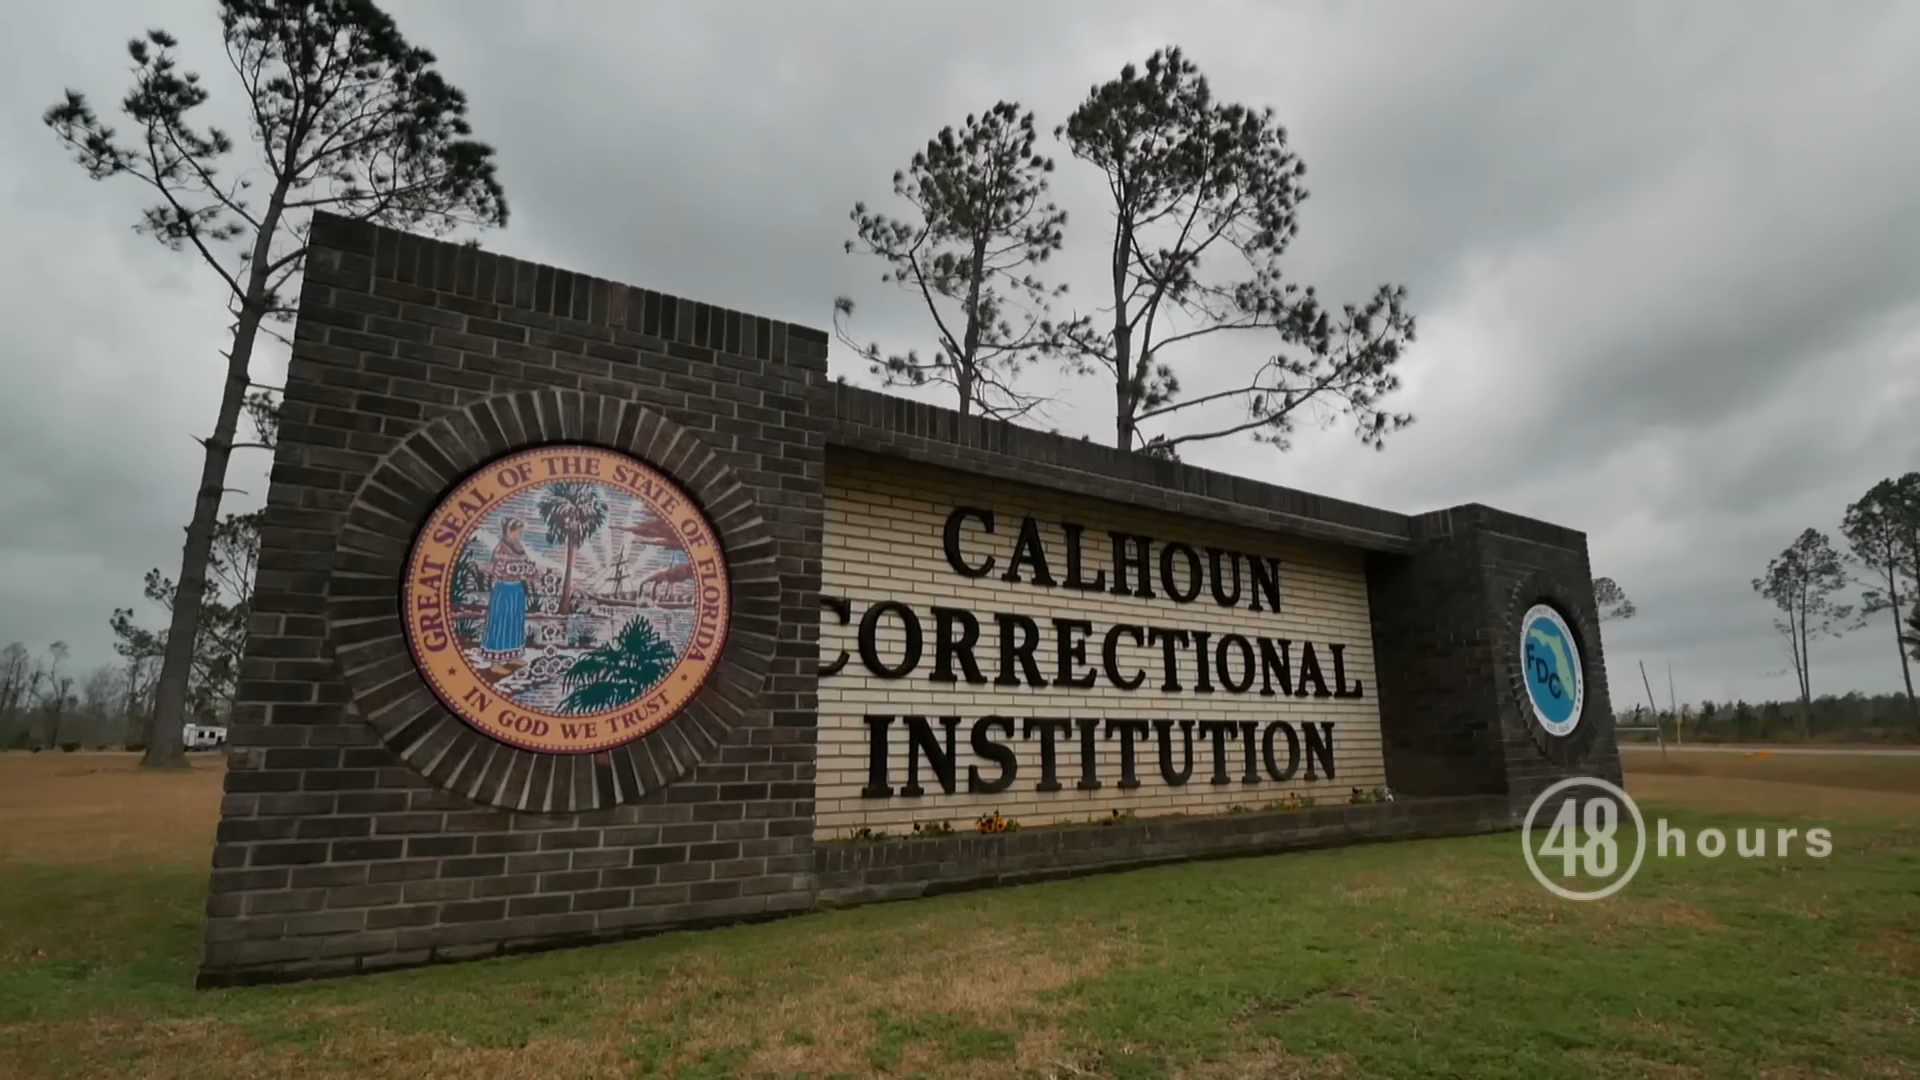 GREAT SEAL OF THE STATE OF FLORIDA
IN GOD WE TRUST
CALHOUN
CORRECTIONAL
INSTITUTION
FDC
48 hours